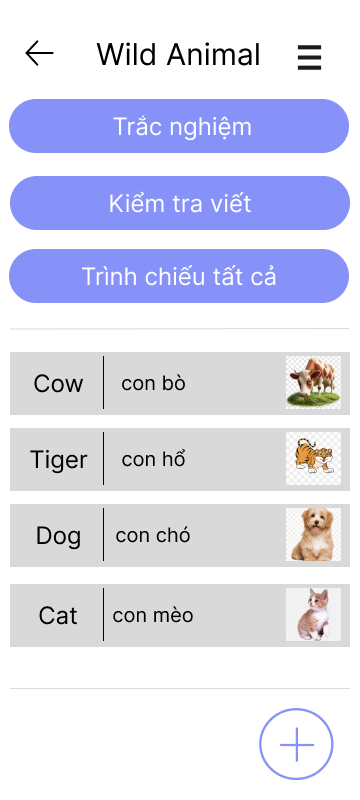 Wild Animal
Trắc nghiệm
Kiểm tra viết
Trình chiếu tất cả
Cow con bò
Tiger con hổ
Dog con chó
Cat con mèo